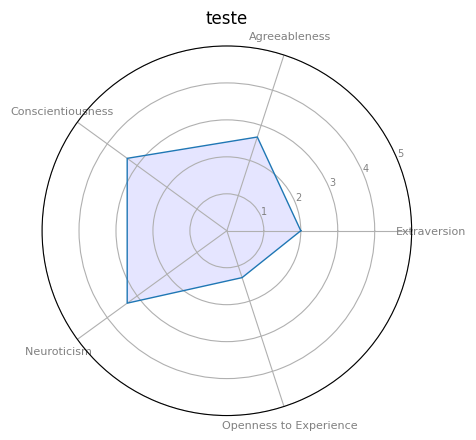 teste
Agreeableness
Conscientiousness
5
4
3
2
1
Extraversion
Neuroticism
Openness to Experience